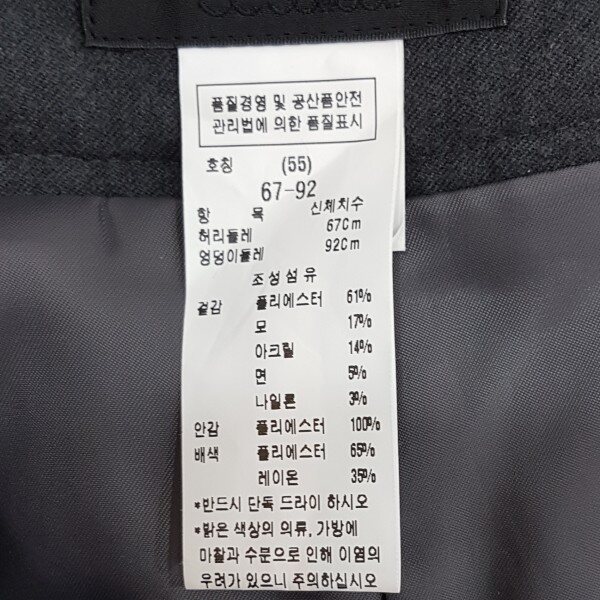 품질경영 및 공산품안전
관리법에 의한 품질표시
호칭 (55)
67-92
항 목 신체치수
허리둘레 67Cm
엉덩이둘레 92Cm
조성섬유
겉감 폴리에스터 61%
모 17%
아크릴 14%
면 5%
나일론 3%
안감 폴리에스터 100%
배색 폴리에스터 65%
레이온 35%
*반드시 단독 드라이 하시오
*밝은 색상의 의류, 가방에
마찰과 수분으로 인해 이염의
우려가 있으니 주의하십시오